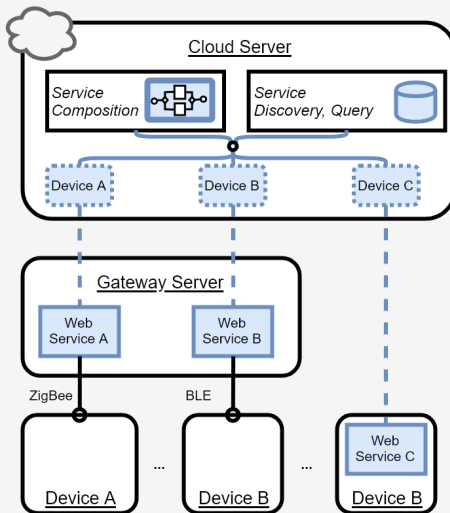 Cloud Server
Service
Composition
Service
Discovery, Query
Device A
Device B
Device C
Gateway Server
Web
Service A
Web
Service B
ZigBee
BLE
...
...
Web
Service C
Device A
Device B
Device B